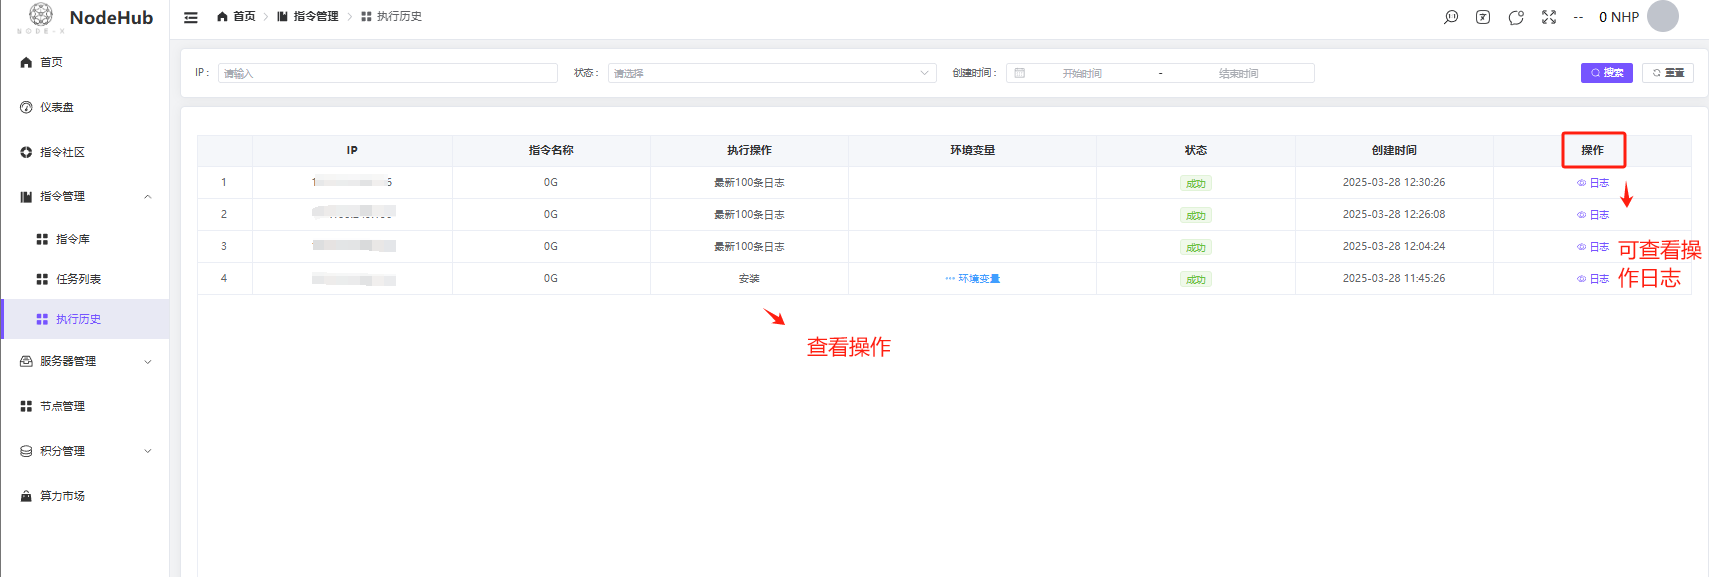 NodeHub
NODE-X
首页
指令管理
执行历史
0 NHP
首页
仪表盘
指令社区
指令管理
指令库
任务列表
执行历史
服务器管理
节点管理
积分管理
算力市场
IP： 请输入 状态： 请选择 创建时间： 开始时间 - 结束时间 搜索 重置
IP 指令名称 执行操作 环境变量 状态 创建时间 操作
1 1 6 0G 最新100条日志 成功 2025-03-28 12:30:26 日志
2 0G 最新100条日志 成功 2025-03-28 12:26:08 日志
3 0G 最新100条日志 成功 2025-03-28 12:04:24 日志
4 0G 安装 ··· 环境变量 成功 2025-03-28 11:45:26 日志
可查看操
作日志
查看操作